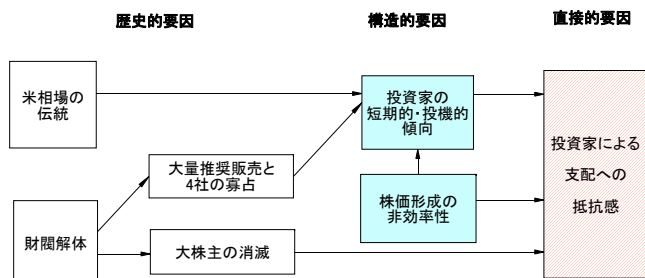 歴史的要因
構造的要因
直接的要因
米相場の
伝統
投資家の
短期的・投機的
傾向
大量推奨販売と
4社の寡占
株価形成の
非効率性
投資家による
支配への
抵抗感
財閥解体
大株主の消滅